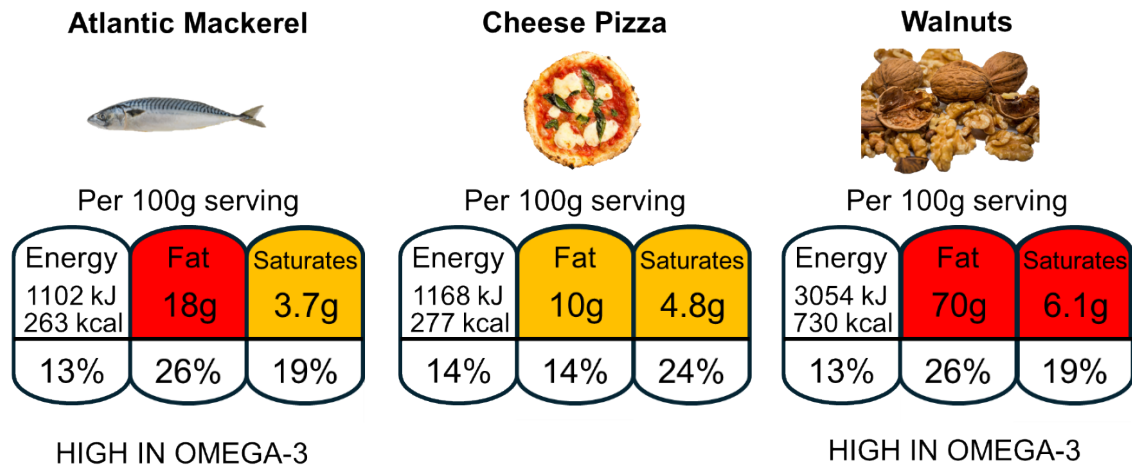 Atlantic Mackerel
Per 100g serving
Energy
1102 kJ
263 kcal
13%
Fat
18g
26%
Saturates
3.7g
19%
HIGH IN OMEGA-3
Cheese Pizza
Per 100g serving
Energy
1168 kJ
277 kcal
14%
Fat
10g
14%
Saturates
4.8g
24%
Walnuts
Per 100g serving
Energy
3054 kJ
730 kcal
13%
Fat
70g
26%
Saturates
6.1g
19%
HIGH IN OMEGA-3